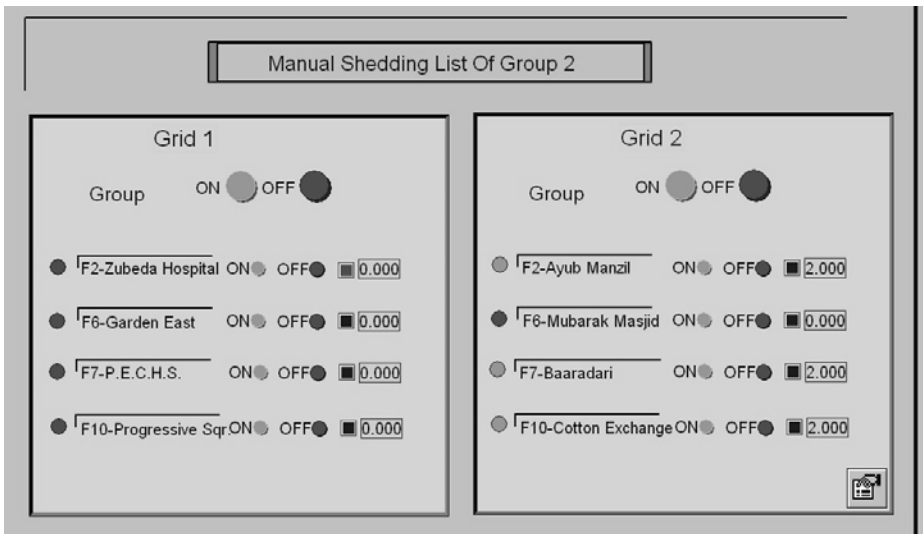 Manual Shedding List Of Group 2
Grid 1
Group ON OFF
F2-Zubeda Hospital ON OFF 0.000
F6-Garden East ON OFF 0.000
F7-P.E.C.H.S. ON OFF 0.000
F10-Progressive Sqr. ON OFF 0.000
Grid 2
Group ON OFF
F2-Ayub Manzil ON OFF 2.000
F6-Mubarak Masjid ON OFF 0.000
F7-Baaradari ON OFF 2.000
F10-Cotton Exchange ON OFF 2.000